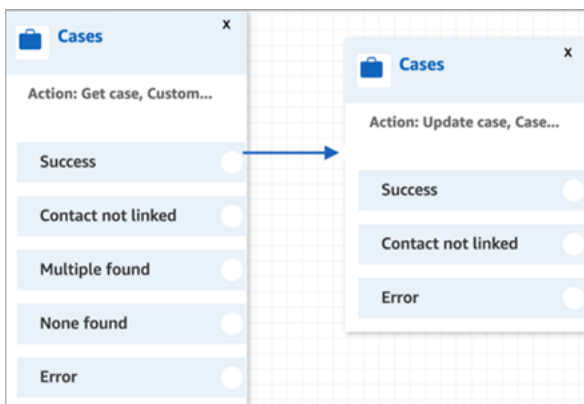 Cases
x
Action: Get case, Custom...
Success
Contact not linked
Multiple found
None found
Error
Cases
x
Action: Update case, Case...
Success
Contact not linked
Error